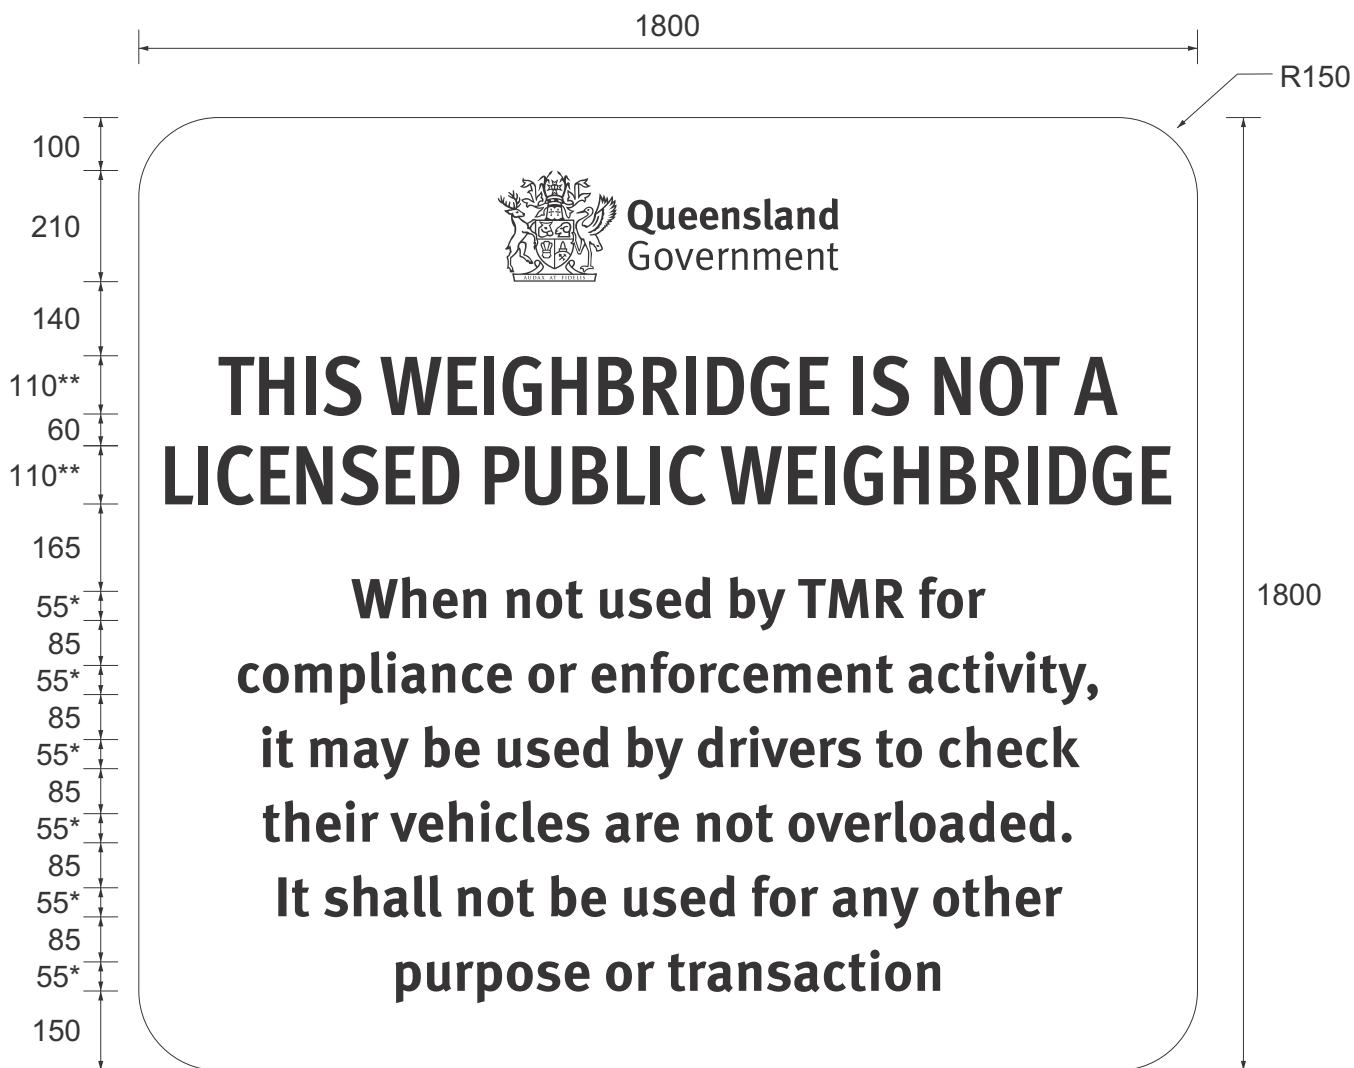 1800
R150
100
210
140
110**
60
110**
165
55*
85
55*
85
55*
85
55*
85
55*
85
55*
150
Queensland
Government
AUDAX AT FIDELIS
THIS WEIGHBRIDGE IS NOT A
LICENSED PUBLIC WEIGHBRIDGE
When not used by TMR for
compliance or enforcement activity,
it may be used by drivers to check
their vehicles are not overloaded.
It shall not be used for any other
purpose or transaction
1800